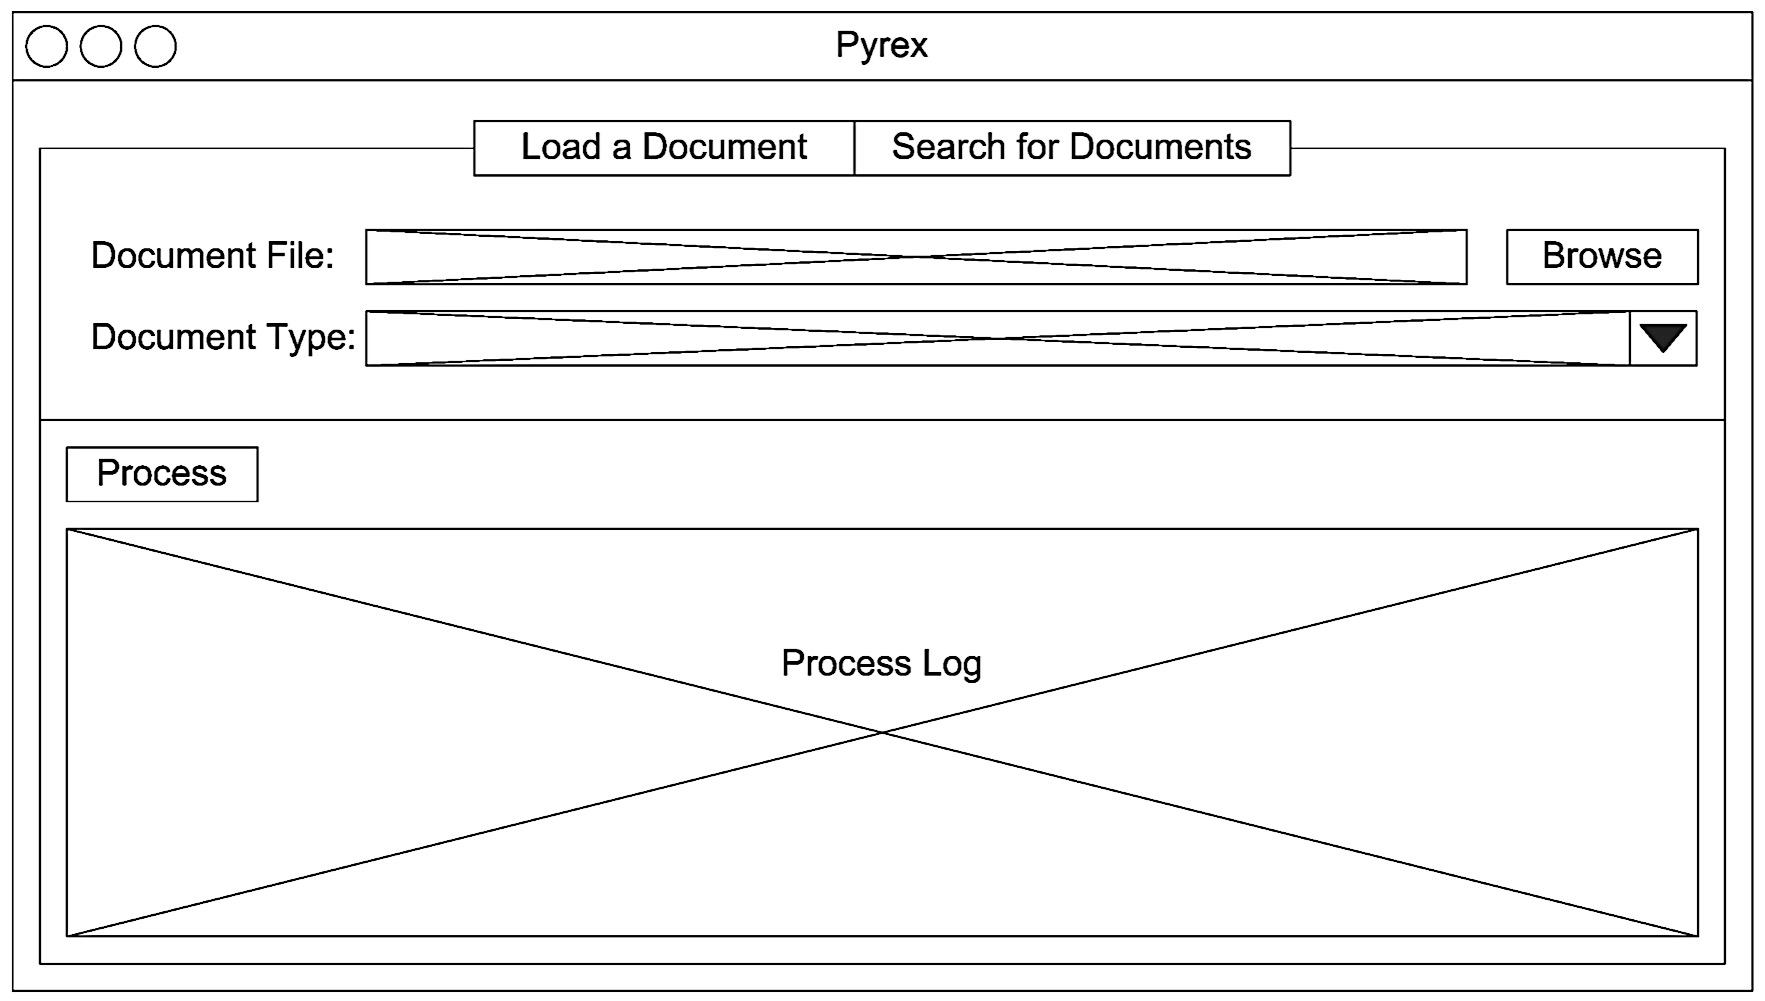 Pyrex
Load a Document
Search for Documents
Document File:
Browse
Document Type:
Process
Process Log